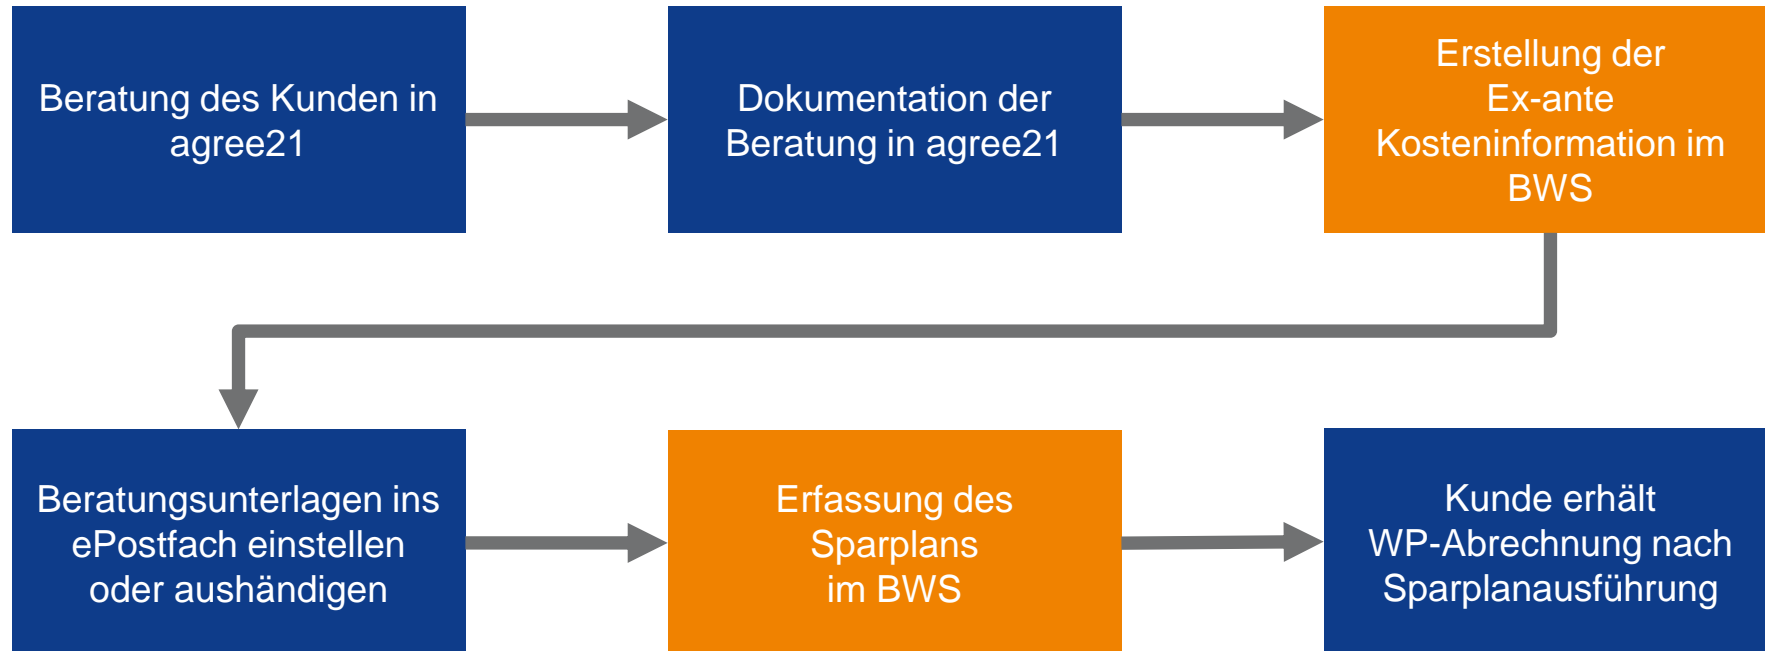 Beratung des Kunden in
agree21
Dokumentation der
Beratung in agree21
Erstellung der
Ex-ante
Kosteninformation im
BWS
Beratungsunterlagen ins
ePostfach einstellen
oder aushändigen
Erfassung des
Sparplans
im BWS
Kunde erhält
WP-Abrechnung nach
Sparplanausführung